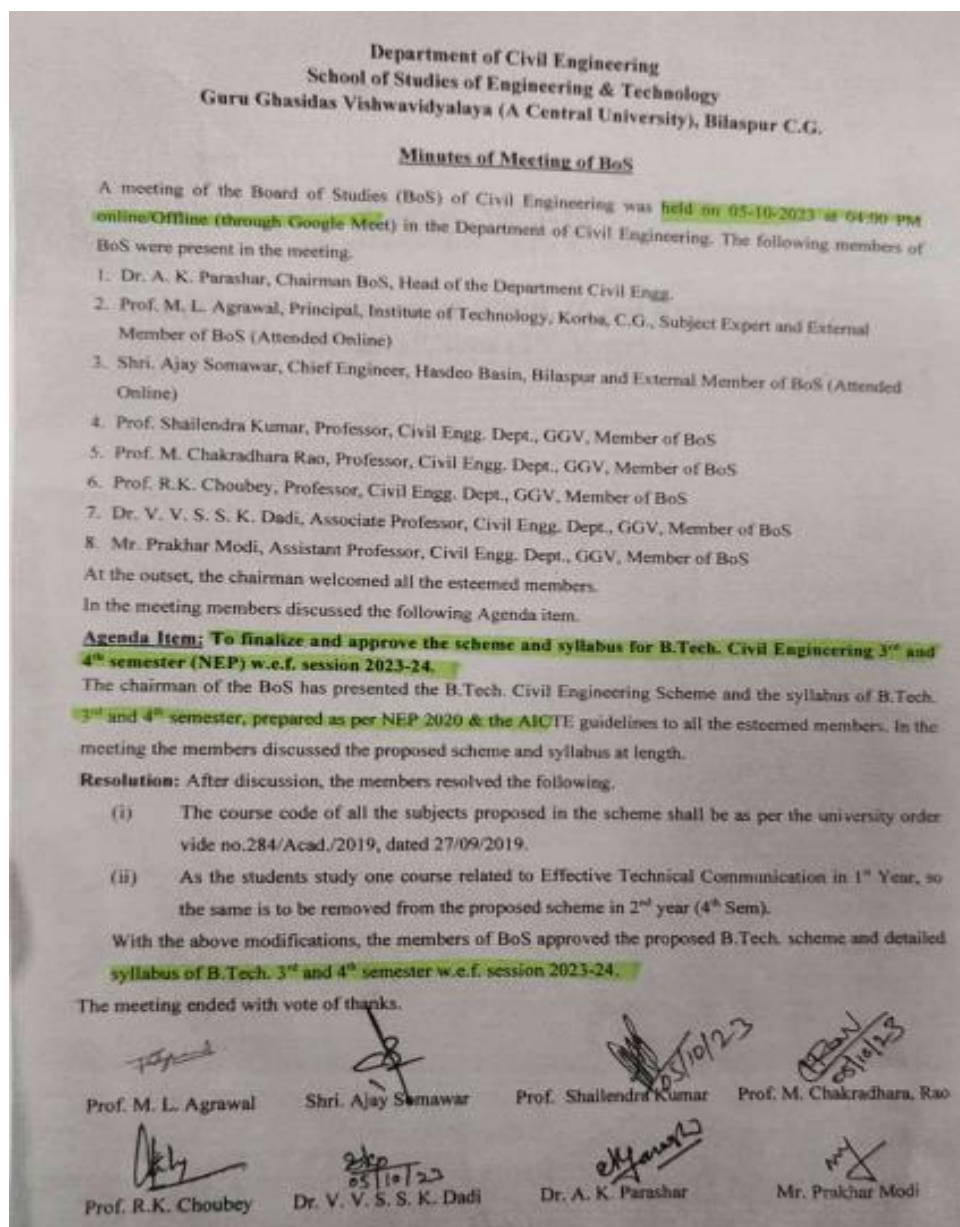 Department of Civil Engineering
School of Studies of Engineering & Technology
Guru Ghasidas Vishwavidyalaya (A Central University), Bilaspur C.G.
Minutes of Meeting of BoS
A meeting of the Board of Studies (BoS) of Civil Engineering was held on 05-10-2023 at 04:00 PM
online/Offline (through Google Meet) in the Department of Civil Engineering. The following members of
BoS were present in the meeting.
1. Dr. A. K. Parashar, Chairman BoS, Head of the Department Civil Engg.
2. Prof. M. L. Agrawal, Principal, Institute of Technology, Korba, C.G., Subject Expert and External
Member of BoS (Attended Online)
3. Shri. Ajay Somawar, Chief Engineer, Hasdeo Basin, Bilaspur and External Member of BoS (Attended
Online)
4. Prof. Shailendra Kumar, Professor, Civil Engg. Dept., GGV, Member of BoS
5. Prof. M. Chakradhara Rao, Professor, Civil Engg. Dept., GGV, Member of BoS
6. Prof. R.K. Choubey, Professor, Civil Engg. Dept., GGV, Member of BoS
7. Dr. V. V. S. S. K. Dadi, Associate Professor, Civil Engg. Dept., GGV, Member of BoS
8. Mr. Prakhar Modi, Assistant Professor, Civil Engg. Dept., GGV, Member of BoS
At the outset, the chairman welcomed all the esteemed members.
In the meeting members discussed the following Agenda item.
Agenda Item: To finalize and approve the scheme and syllabus for B.Tech. Civil Engineering 3rd and
4th semester (NEP) w.e.f. session 2023-24.
The chairman of the BoS has presented the B.Tech. Civil Engineering Scheme and the syllabus of B.Tech.
3rd and 4th semester, prepared as per NEP 2020 & the AICTE guidelines to all the esteemed members. In the
meeting the members discussed the proposed scheme and syllabus at length.
Resolution: After discussion, the members resolved the following.
(i) The course code of all the subjects proposed in the scheme shall be as per the university order
vide no.284/Acad./2019, dated 27/09/2019.
(ii) As the students study one course related to Effective Technical Communication in 1st Year, so
the same is to be removed from the proposed scheme in 2nd year (4th Sem).
With the above modifications, the members of BoS approved the proposed B.Tech. scheme and detailed
syllabus of B.Tech. 3rd and 4th semester w.e.f. session 2023-24.
The meeting ended with vote of thanks.
05/10/23 05/10/23
Prof. M. L. Agrawal Shri. Ajay Somawar Prof. Shailendra Kumar Prof. M. Chakradhara, Rao
05/10/23
Prof. R.K. Choubey Dr. V. V. S. S. K. Dadi Dr. A. K. Parashar Mr. Prakhar Modi